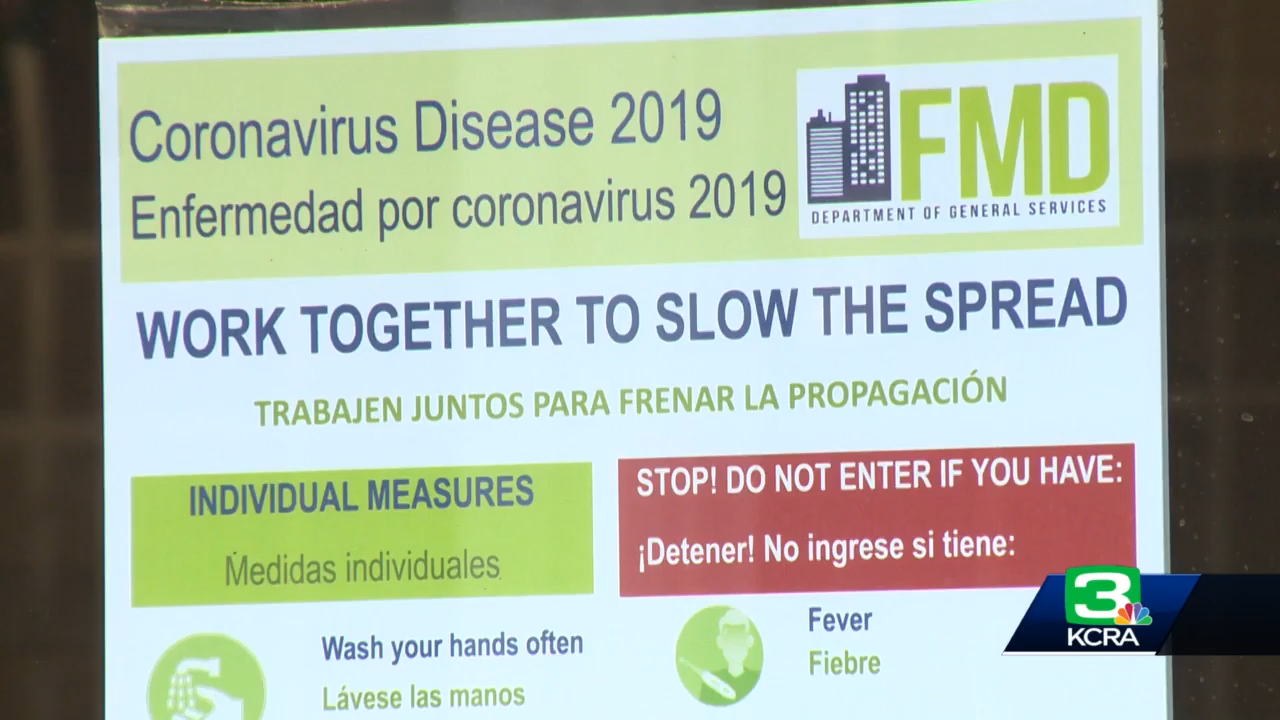 Coronavirus Disease 2019
Enfermedad por coronavirus 2019
FMD
DEPARTMENT OF GENERAL SERVICES
WORK TOGETHER TO SLOW THE SPREAD
TRABAJEN JUNTOS PARA FRENAR LA PROPAGACIÓN
INDIVIDUAL MEASURES
Medidas individuales
STOP! DO NOT ENTER IF YOU HAVE:
¡Detener! No ingrese si tiene:
Wash your hands often
Lávese las manos
Fever
Fiebre
3
KCRA